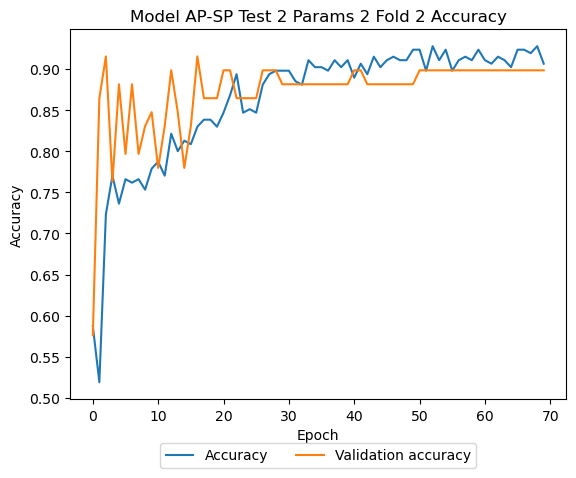 Model AP-SP Test 2 Params 2 Fold 2 Accuracy
0.90
0.85
0.80
0.75
0.70
0.65
0.60
0.55
0.50
Accuracy
0 10 20 30 40 50 60 70
Epoch
Accuracy Validation accuracy